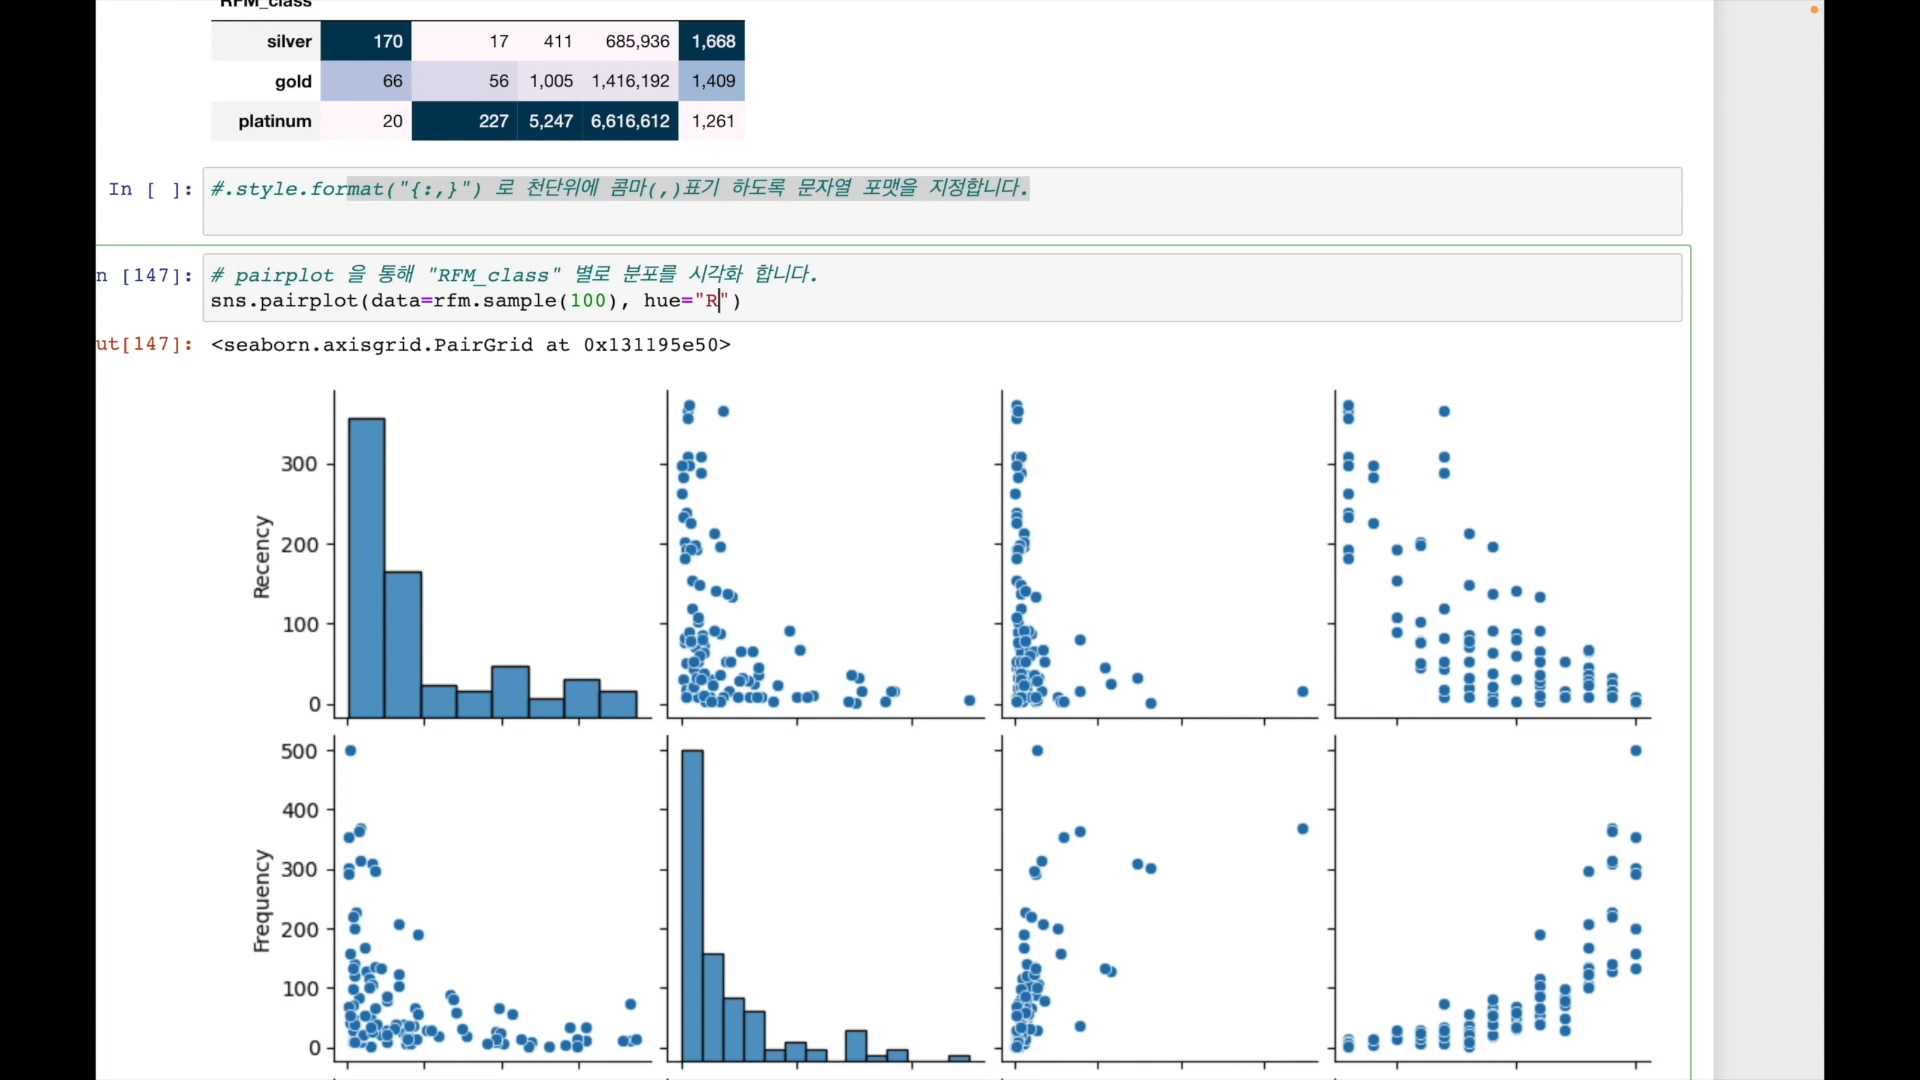 RFM_class
silver 170 17 411 685,936 1,668
gold 66 56 1,005 1,416,192 1,409
platinum 20 227 5,247 6,616,612 1,261
In [ ]: #.style.format("{:,}") 로 천단위에 콤마(,)표기 하도록 문자열 포맷을 지정합니다.
n [147]: # pairplot 을 통해 "RFM_class" 별로 분포를 시각화 합니다.
sns.pairplot(data=rfm.sample(100), hue="R")
ut[147]: <seaborn.axisgrid.PairGrid at 0x131195e50>
300
200
100
0
Recency
500
400
300
200
100
0
Frequency